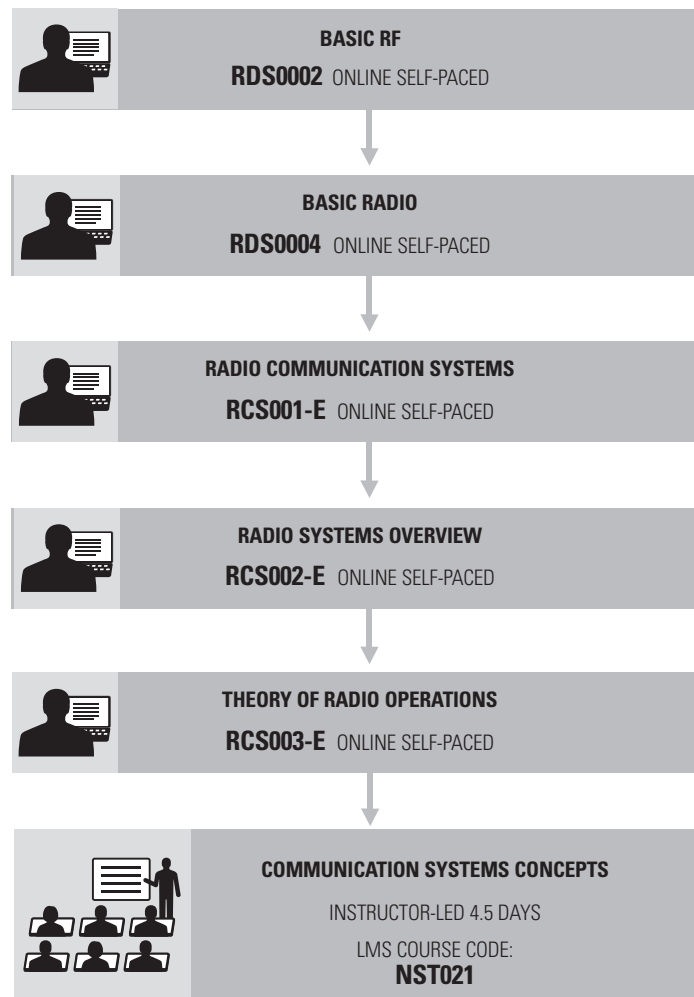 BASIC RF
RDS0002 ONLINE SELF-PACED
BASIC RADIO
RDS0004 ONLINE SELF-PACED
RADIO COMMUNICATION SYSTEMS
RCS001-E ONLINE SELF-PACED
RADIO SYSTEMS OVERVIEW
RCS002-E ONLINE SELF-PACED
THEORY OF RADIO OPERATIONS
RCS003-E ONLINE SELF-PACED
COMMUNICATION SYSTEMS CONCEPTS
INSTRUCTOR-LED 4.5 DAYS
LMS COURSE CODE:
NST021